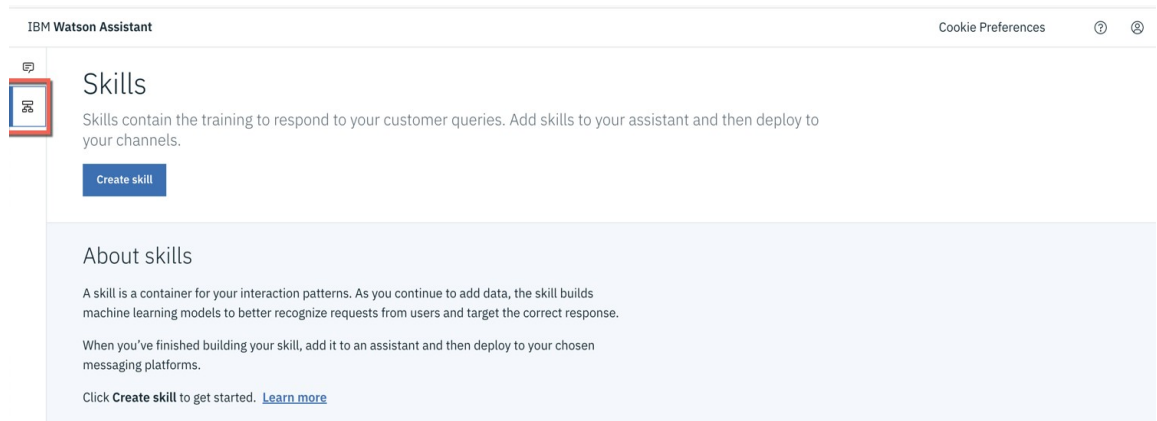 IBM Watson Assistant
Cookie Preferences
Skills
Skills contain the training to respond to your customer queries. Add skills to your assistant and then deploy to
your channels.
Create skill
About skills
A skill is a container for your interaction patterns. As you continue to add data, the skill builds
machine learning models to better recognize requests from users and target the correct response.
When you’ve finished building your skill, add it to an assistant and then deploy to your chosen
messaging platforms.
Click Create skill to get started. Learn more